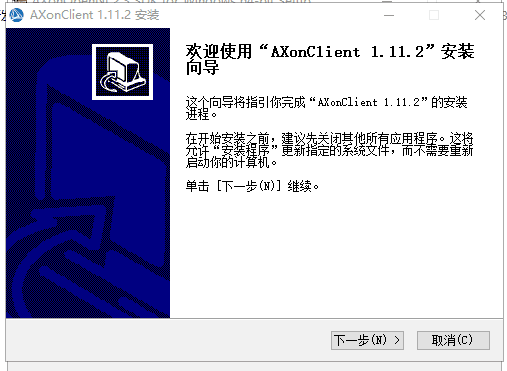 AXonClient 1.11.2 安装
欢迎使用“AXonClient 1.11.2”安装
向导
这个向导将指引你完成“AXonClient 1.11.2”的安装
进程。
在开始安装之前，建议先关闭其他所有应用程序。这将
允许“安装程序”更新指定的系统文件，而不需要重新
启动你的计算机。
单击 [下一步(N)] 继续。
下一步(N) >
取消(C)